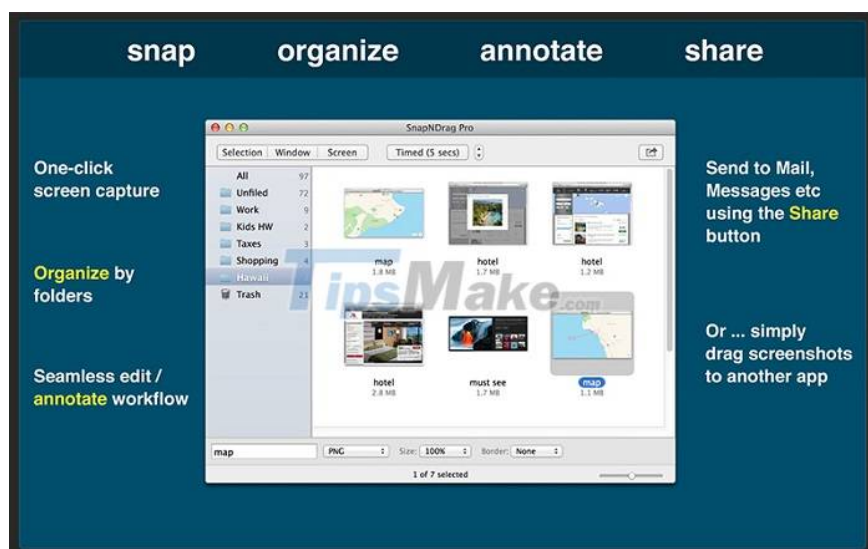 snap organize annotate share
One-click
screen capture
Organize by
folders
Seamless edit /
annotate workflow
SnapNDrag Pro
Selection Window Screen Timed (5 secs)
All 97
Unfiled 72
Work 9
Kids HW 2
Taxes 3
Shopping 4
Hawaii
Trash 21
map
1.8 MB
hotel
1.7 MB
hotel
1.2 MB
hotel
2.8 MB
must see
1.7 MB
map
1.1 MB
TipsMake.com
map PNG Size: 100% Border: None
1 of 7 selected
Send to Mail,
Messages etc
using the Share
button
Or ... simply
drag screenshots
to another app